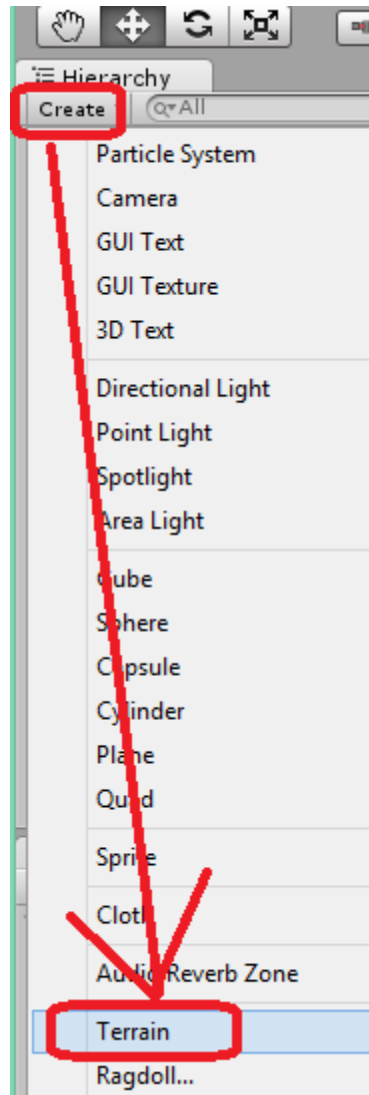 Hierarchy
Create
All
Particle System
Camera
GUI Text
GUI Texture
3D Text
Directional Light
Point Light
Spotlight
Area Light
Cube
Sphere
Capsule
Cylinder
Plane
Quad
Sprite
Cloth
Audio Reverb Zone
Terrain
Ragdoll...